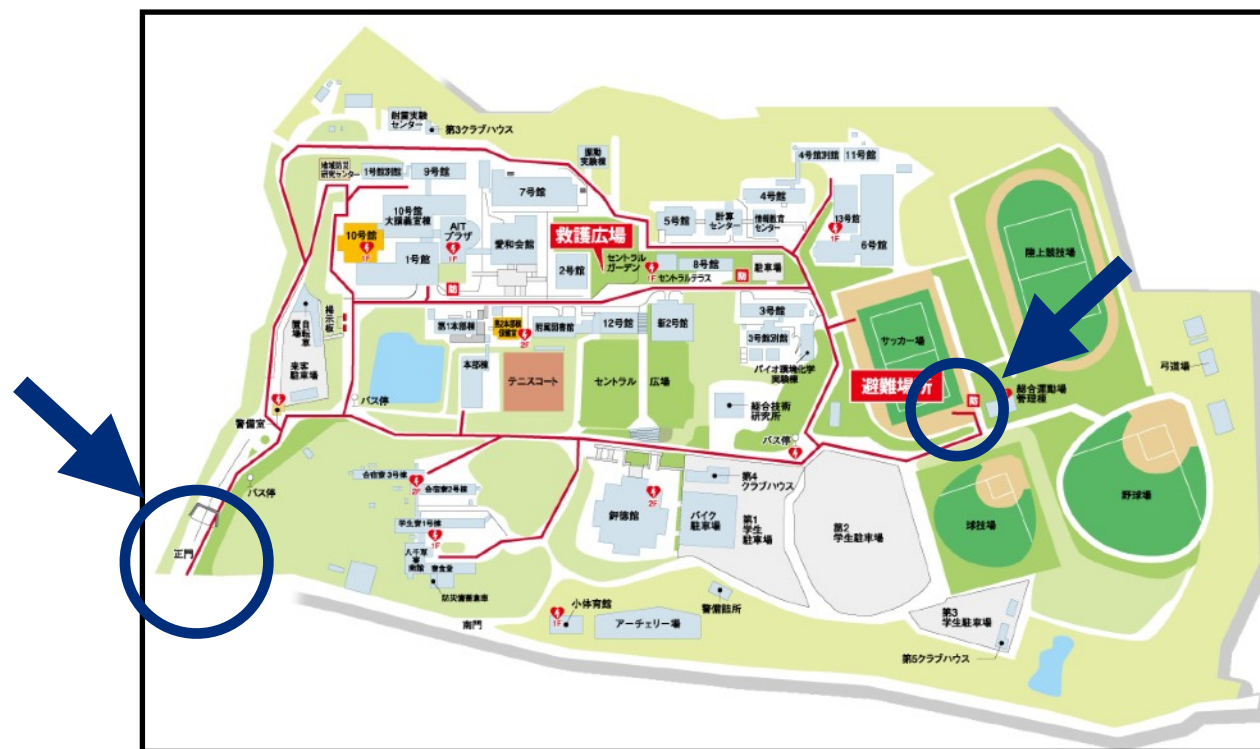 耐震実験
センター
第3クラブハウス
地域防災
研究センター
1号館別館
9号館
振動
実験棟
7号館
4号館別館
11号館
4号館
5号館
計算
センター
情報教育
センター
13号館
1F
6号館
陸上競技場
10号館
大講義室棟
AIT
プラザ
1F
10号館
1F
1号館
愛和会館
救護広場
セントラル
ガーデン
2号館
1F
セントラルテラス
8号館
防
駐車場
防
自転車
置場
掲示板
来客
駐車場
第1本部棟
第2本部棟
保健室
2F
附属図書館
12号館
新2号館
3号館
3号館別館
バイオ環境化学
実験棟
サッカー場
避難場所
防
総合運動場
管理棟
弓道場
本部棟
テニスコート
セントラル
広場
総合技術
研究所
バス停
警備室
バス停
バス停
正門
合宿寮3号棟
2F
合宿寮2号棟
学生寮1号棟
1F
八千草
南館
寮食堂
防災備蓄倉庫
鉀徳館
2F
第4
クラブハウス
バイク
駐車場
第1
学生
駐車場
第2
学生駐車場
球技場
野球場
南門
1F
小体育館
アーチェリー場
警備詰所
第3
学生駐車場
第5クラブハウス